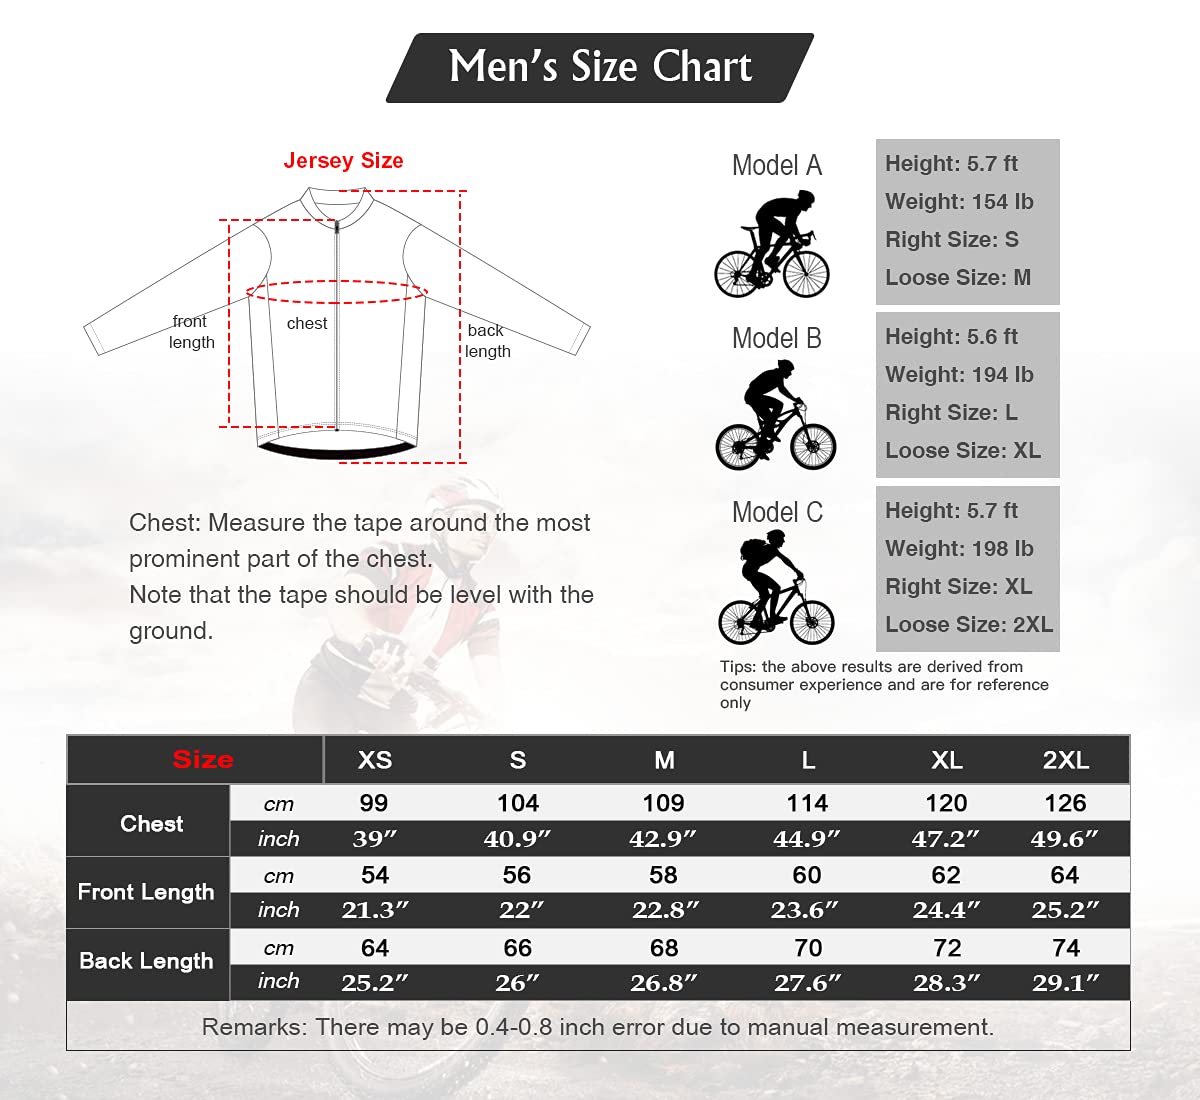 Men's Size Chart
Jersey Size
front
length
chest
back
length
Chest: Measure the tape around the most
prominent part of the chest.
Note that the tape should be level with the
ground.
Model A
Height: 5.7 ft
Weight: 154 lb
Right Size: S
Loose Size: M
Model B
Height: 5.6 ft
Weight: 194 lb
Right Size: L
Loose Size: XL
Model C
Height: 5.7 ft
Weight: 198 lb
Right Size: XL
Loose Size: 2XL
Tips: the above results are derived from
consumer experience and are for reference
only
Size XS S M L XL 2XL
Chest
cm 99 104 109 114 120 126
inch 39″ 40.9″ 42.9″ 44.9″ 47.2″ 49.6″
Front Length
cm 54 56 58 60 62 64
inch 21.3″ 22″ 22.8″ 23.6″ 24.4″ 25.2″
Back Length
cm 64 66 68 70 72 74
inch 25.2″ 26″ 26.8″ 27.6″ 28.3″ 29.1″
Remarks: There may be 0.4-0.8 inch error due to manual measurement.